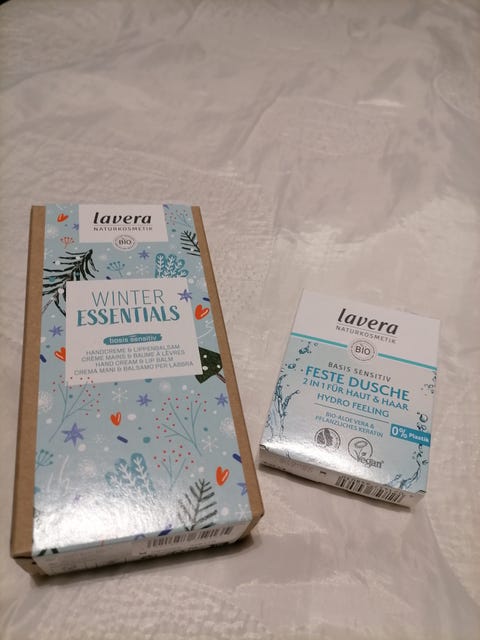 lavera
NATURKOSMETIK
BIO
WINTER
ESSENTIALS
basis sensitiv
HANDCREME & LIPPENBALSAM
CRÈME MAINS & BAUME À LÈVRES
HAND CREAM & LIP BALM
CREMA MANI & BALSAMO PER LABBRA
lavera
NATURKOSMETIK
BIO
BASIS SENSITIV
FESTE DUSCHE
2 IN 1 FÜR HAUT & HAAR
HYDRO FEELING
BIO-ALOE VERA &
PFLANZLICHES KERATIN
0% Plastik
vegan